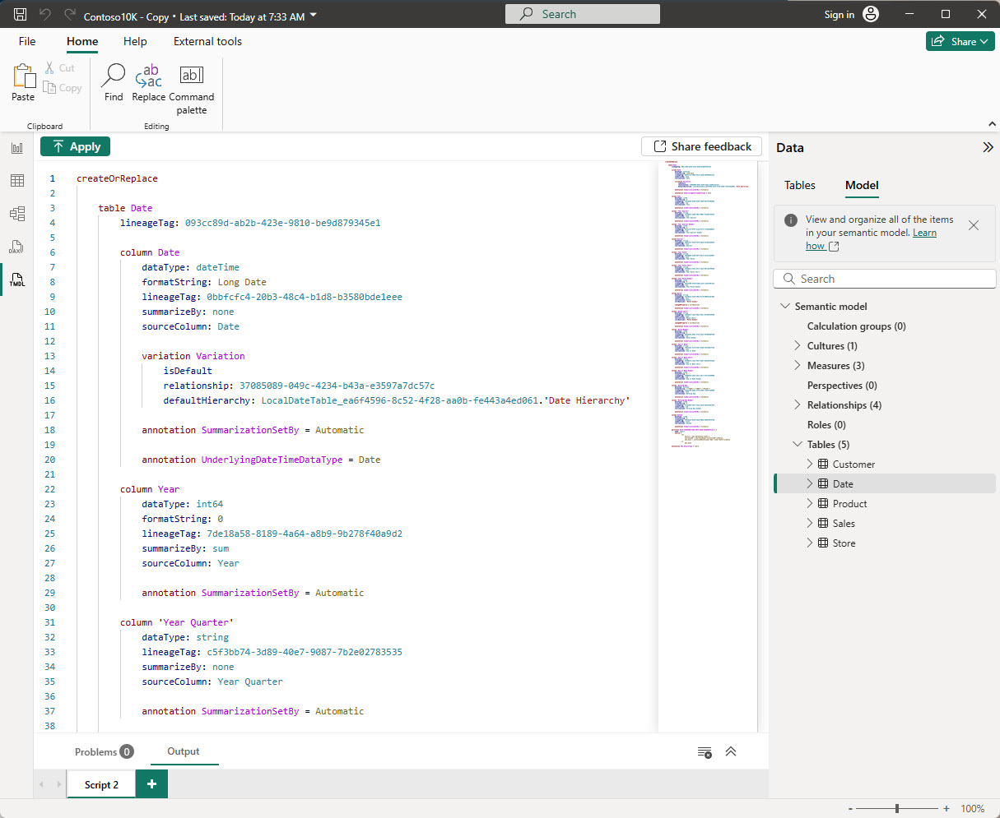 Contoso10K - Copy • Last saved: Today at 7:33 AM
Search
Sign in
File
Home
Help
External tools
Share
Paste
Cut
Copy
Clipboard
Find
Replace
Command palette
Editing
Apply
Share feedback
1 createOrReplace
2
3 table Date
4 lineageTag: 093cc89d-ab2b-423e-9810-be9d879345e1
5
6 column Date
7 dataType: dateTime
8 formatString: Long Date
9 lineageTag: 0bbfcfc4-20b3-48c4-b1d8-b3580bde1eee
10 summarizeBy: none
11 sourceColumn: Date
12
13 variation Variation
14 isDefault
15 relationship: 37085089-049c-4234-b43a-e3597a7dc57c
16 defaultHierarchy: LocalDateTable_ea6f4596-8c52-4f28-aa0b-fe443a4ed061.'Date Hierarchy'
17
18 annotation SummarizationSetBy = Automatic
19
20 annotation UnderlyingDateTimeDataType = Date
21
22 column Year
23 dataType: int64
24 formatString: 0
25 lineageTag: 7de18a58-8189-4a64-a8b9-9b278f40a9d2
26 summarizeBy: sum
27 sourceColumn: Year
28
29 annotation SummarizationSetBy = Automatic
30
31 column 'Year Quarter'
32 dataType: string
33 lineageTag: c5f3bb74-3d89-40e7-9087-7b2e02783535
34 summarizeBy: none
35 sourceColumn: Year Quarter
36
37 annotation SummarizationSetBy = Automatic
38
Problems 0
Output
Script 2
Data
Tables
Model
View and organize all of the items
in your semantic model. Learn
how
Search
Semantic model
Calculation groups (0)
Cultures (1)
Measures (3)
Perspectives (0)
Relationships (4)
Roles (0)
Tables (5)
Customer
Date
Product
Sales
Store
DAX
TMDL
- + 100%